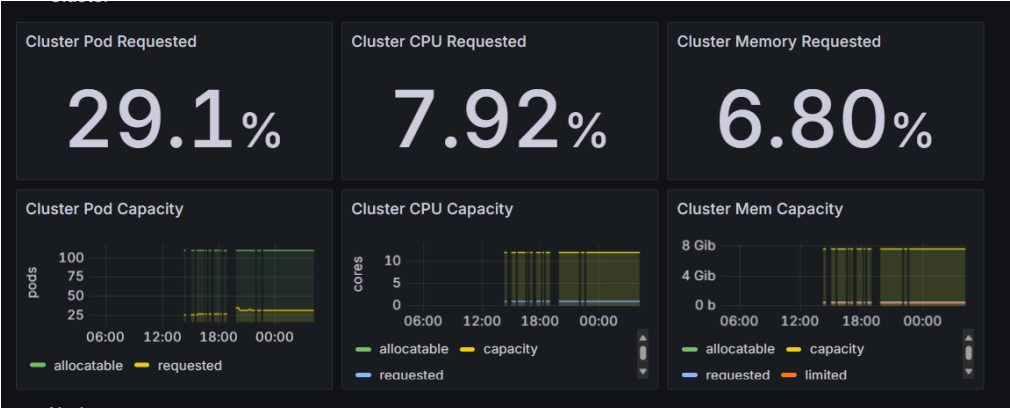 Cluster Pod Requested
29.1%
Cluster CPU Requested
7.92%
Cluster Memory Requested
6.80%
Cluster Pod Capacity
pods
100
75
50
25
06:00 12:00 18:00 00:00
allocatable requested
Cluster CPU Capacity
cores
10
5
0
06:00 12:00 18:00 00:00
allocatable capacity
requested
Cluster Mem Capacity
8 Gib
4 Gib
0 b
06:00 12:00 18:00 00:00
allocatable capacity
requested limited